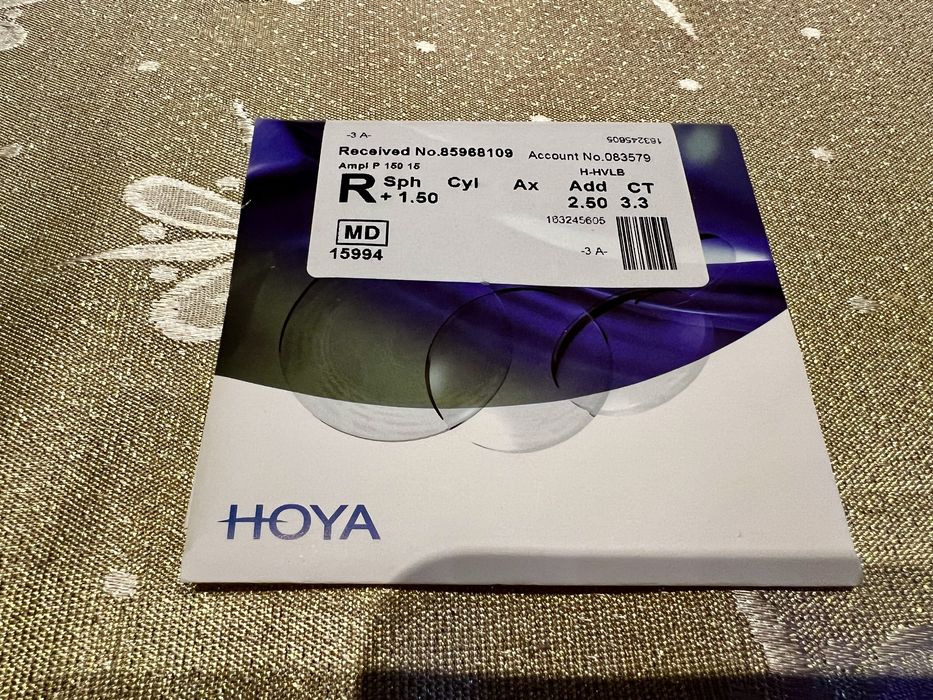 -3 A-
163245605
Received No.85968109 Account No.083579
Ampl P 150 15
H-HVLB
R Sph Cyl Ax Add CT
+ 1.50 2.50 3.3
163245605
MD
-3 A-
15994
HOYA